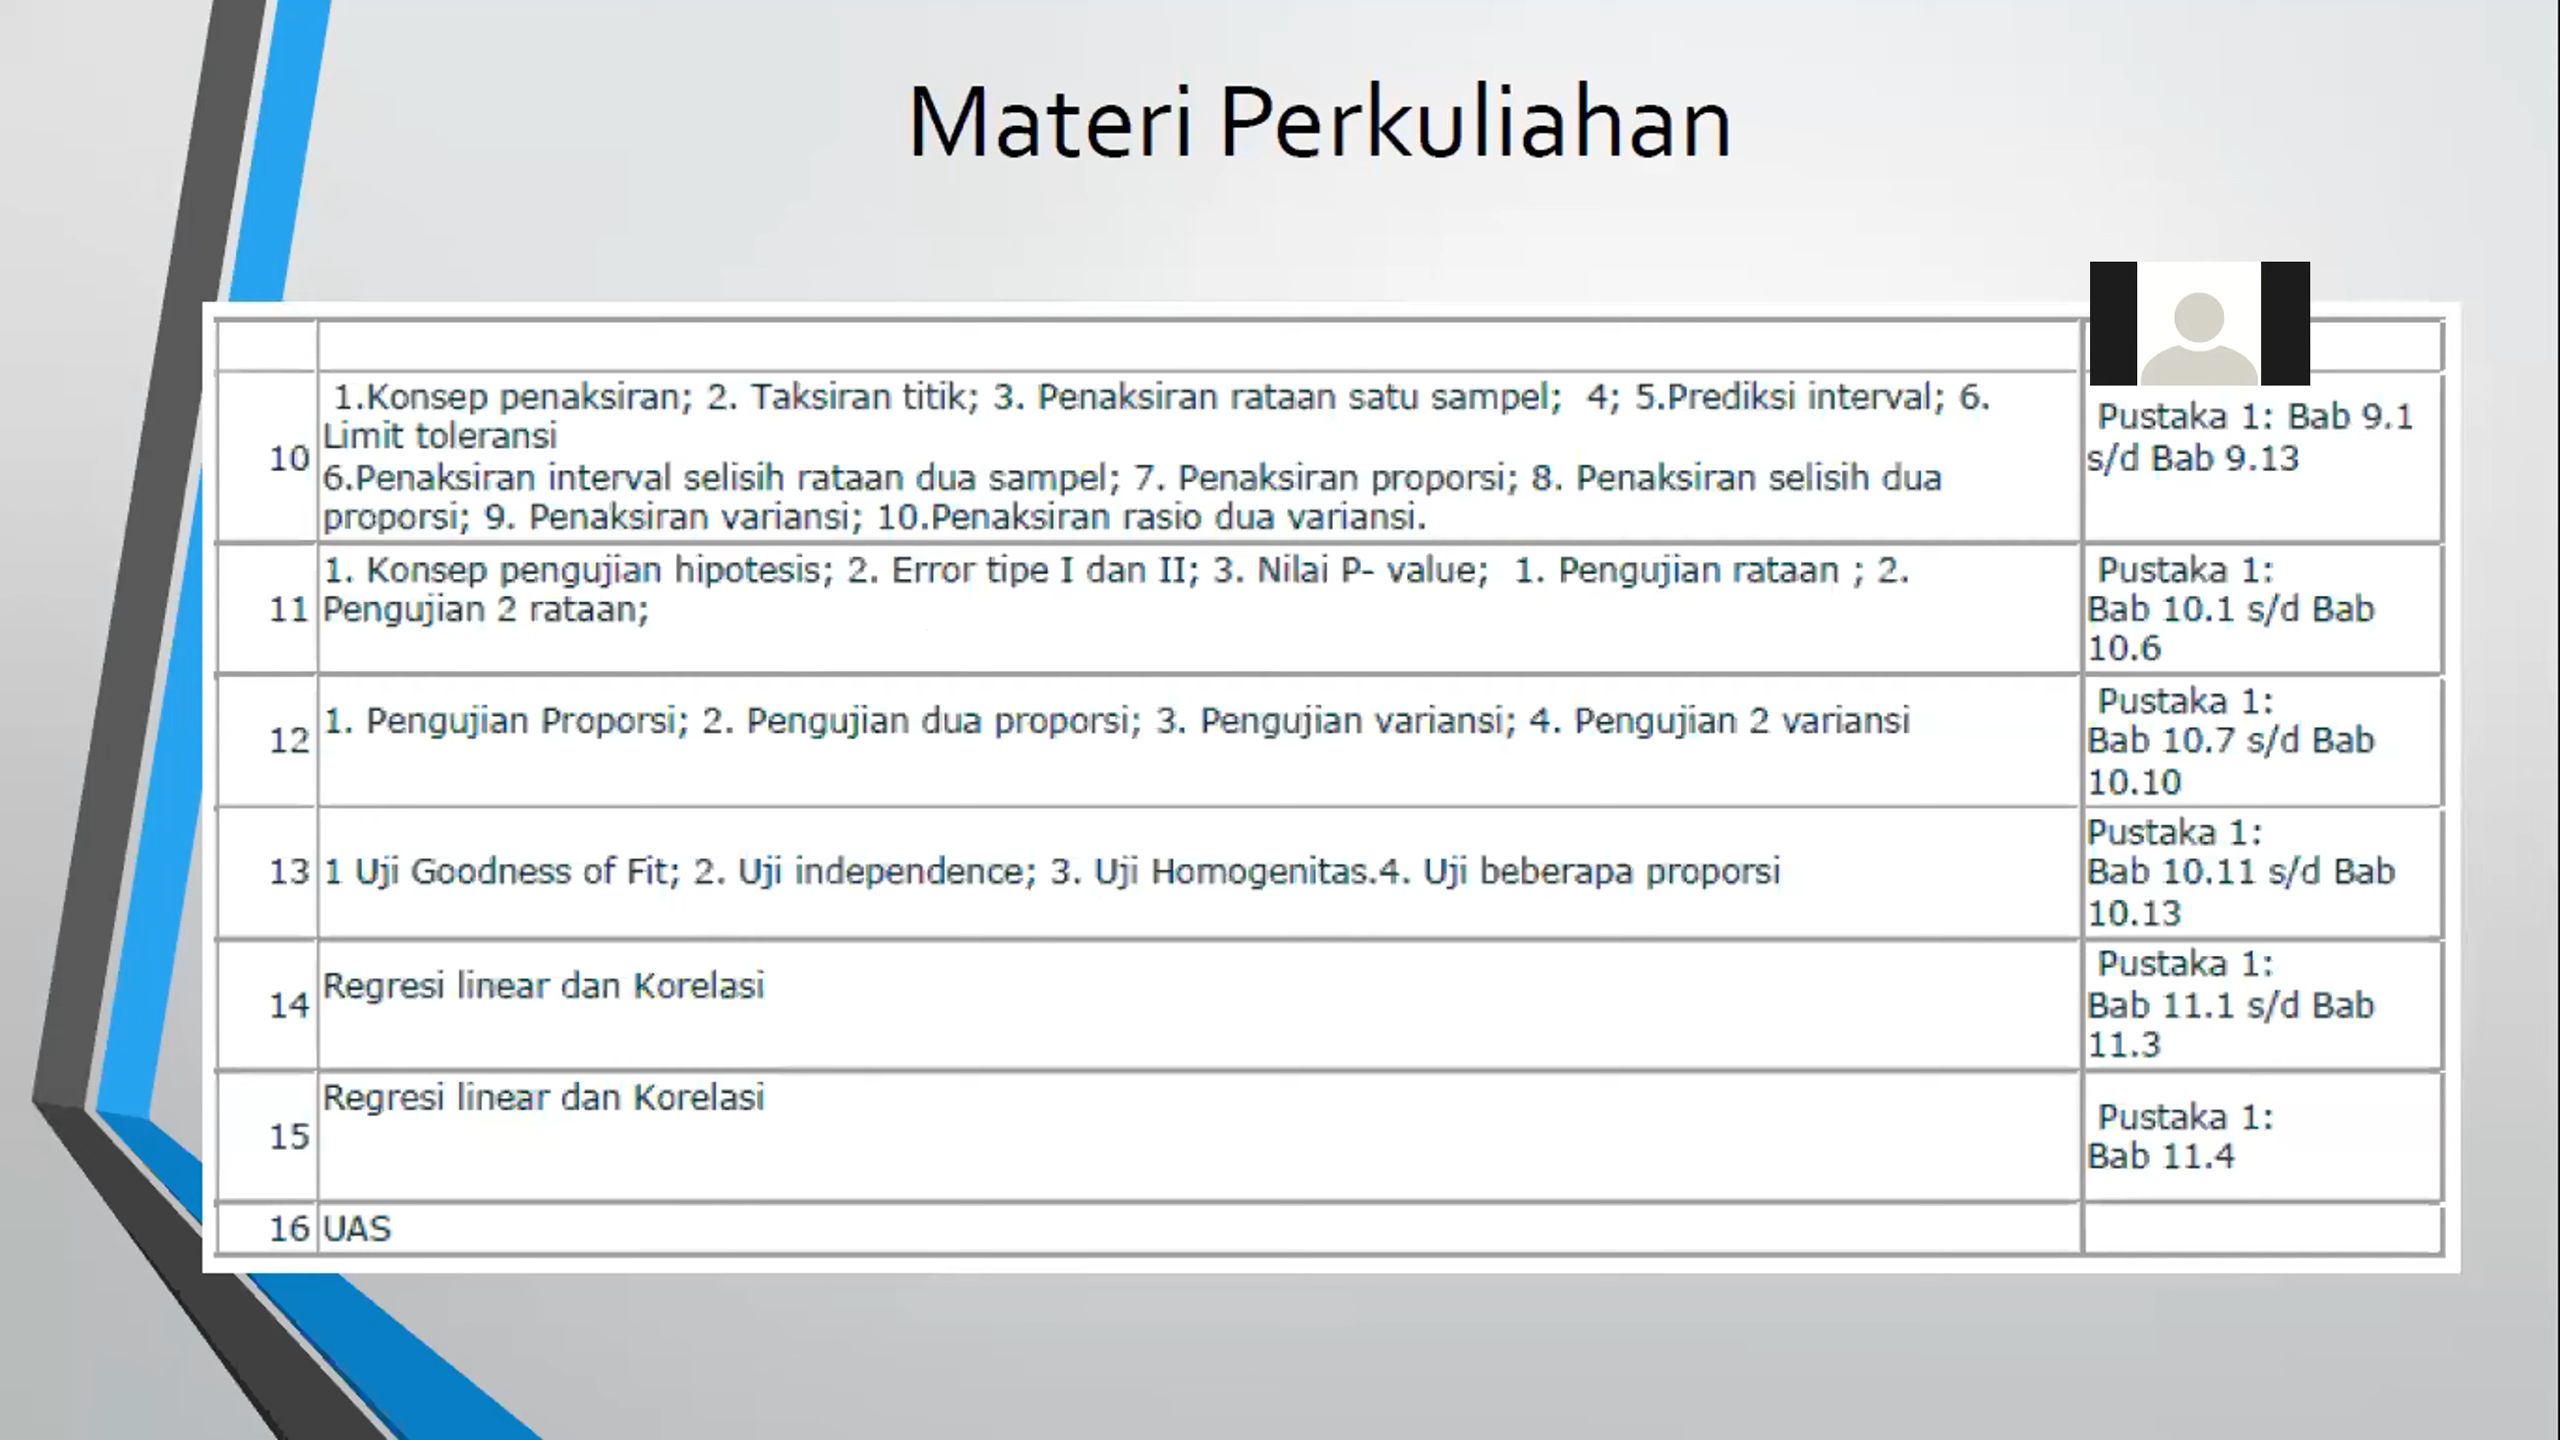 Materi Perkuliahan
10
1.Konsep penaksiran; 2. Taksiran titik; 3. Penaksiran rataan satu sampel;  4; 5.Prediksi interval; 6.
Limit toleransi
6.Penaksiran interval selisih rataan dua sampel; 7. Penaksiran proporsi; 8. Penaksiran selisih dua
proporsi; 9. Penaksiran variansi; 10.Penaksiran rasio dua variansi.
Pustaka 1: Bab 9.1
s/d Bab 9.13
11
1. Konsep pengujian hipotesis; 2. Error tipe I dan II; 3. Nilai P- value;  1. Pengujian rataan ; 2.
Pengujian 2 rataan;
Pustaka 1:
Bab 10.1 s/d Bab
10.6
12
1. Pengujian Proporsi; 2. Pengujian dua proporsi; 3. Pengujian variansi; 4. Pengujian 2 variansi
Pustaka 1:
Bab 10.7 s/d Bab
10.10
13
1 Uji Goodness of Fit; 2. Uji independence; 3. Uji Homogenitas.4. Uji beberapa proporsi
Pustaka 1:
Bab 10.11 s/d Bab
10.13
14
Regresi linear dan Korelasi
Pustaka 1:
Bab 11.1 s/d Bab
11.3
15
Regresi linear dan Korelasi
Pustaka 1:
Bab 11.4
16
UAS